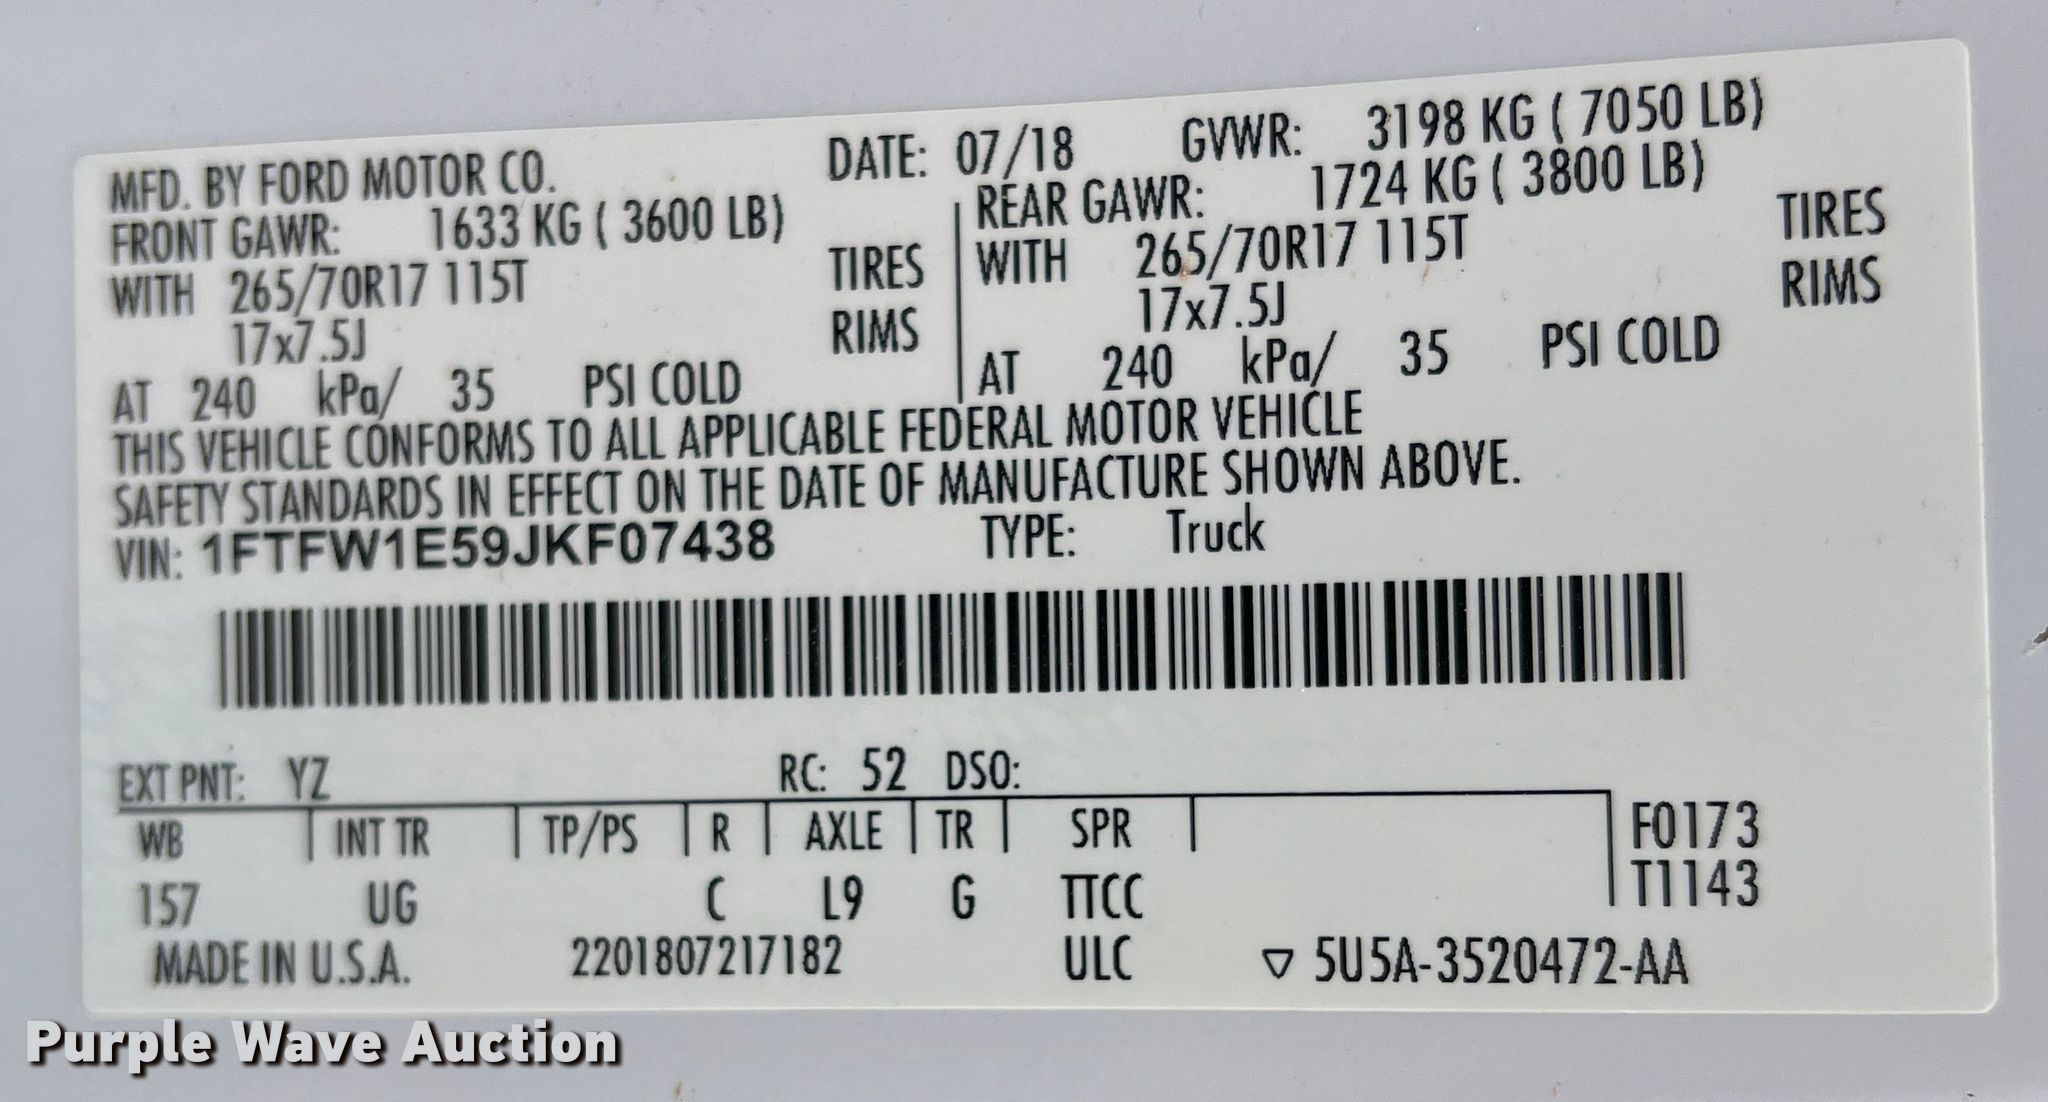 MFD. BY FORD MOTOR CO. DATE: 07/18 GVWR: 3198 KG ( 7050 LB)
FRONT GAWR: 1633 KG ( 3600 LB) REAR GAWR: 1724 KG ( 3800 LB)
WITH 265/70R17 115T TIRES WITH 265/70R17 115T TIRES
17x7.5J RIMS 17x7.5J RIMS
AT 240 kPa/ 35 PSI COLD AT 240 kPa/ 35 PSI COLD
THIS VEHICLE CONFORMS TO ALL APPLICABLE FEDERAL MOTOR VEHICLE
SAFETY STANDARDS IN EFFECT ON THE DATE OF MANUFACTURE SHOWN ABOVE.
VIN: 1FTFW1E59JKF07438 TYPE: Truck
EXT PNT: YZ RC: 52 DSO:
WB INT TR TP/PS R AXLE TR SPR F0173
157 UG C L9 G TTCC T1143
MADE IN U.S.A. 2201807217182 ULC ▽ 5U5A-3520472-AA
Purple Wave Auction